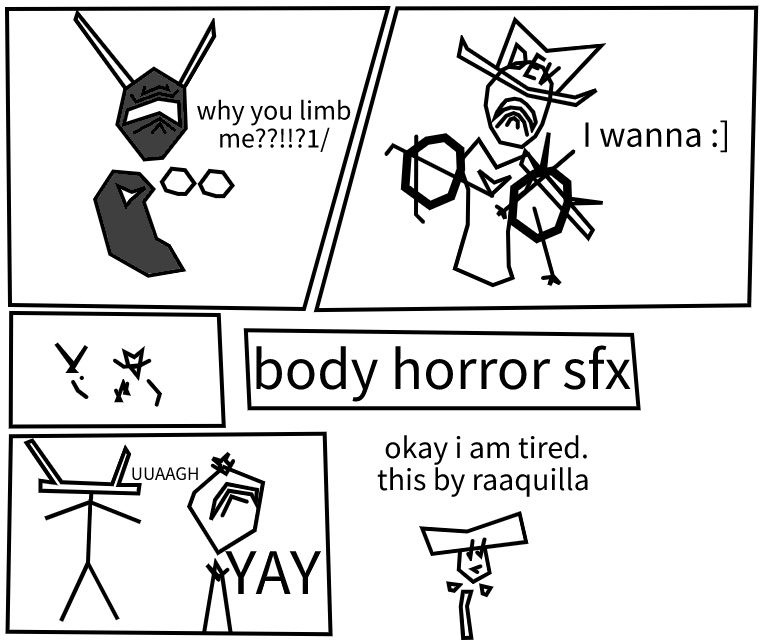 why you limb
me??!!?1/
DEV
I wanna :]
body horror sfx
UUAAGH
YAY
okay i am tired.
this by raaquilla